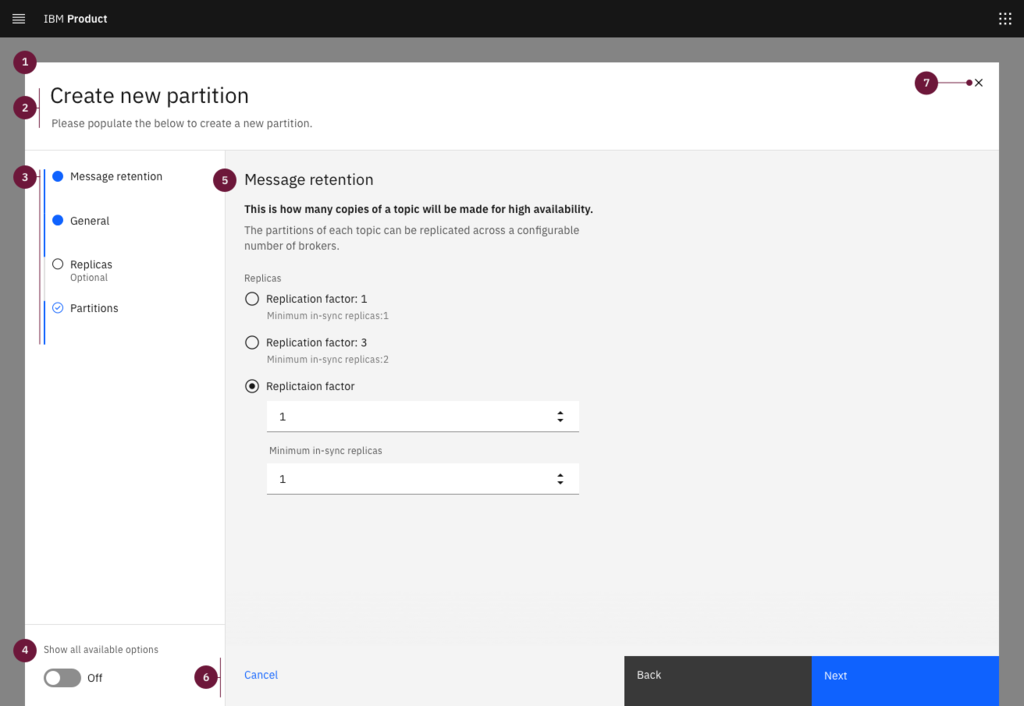 IBM Product
1
7
2
Create new partition
Please populate the below to create a new partition.
3
Message retention
General
Replicas
Optional
Partitions
5
Message retention
This is how many copies of a topic will be made for high availability.
The partitions of each topic can be replicated across a configurable
number of brokers.
Replicas
Replication factor: 1
Minimum in-sync replicas:1
Replication factor: 3
Minimum in-sync replicas:2
Replictaion factor
1
Minimum in-sync replicas
1
4
Show all available options
Off
6
Cancel
Back
Next